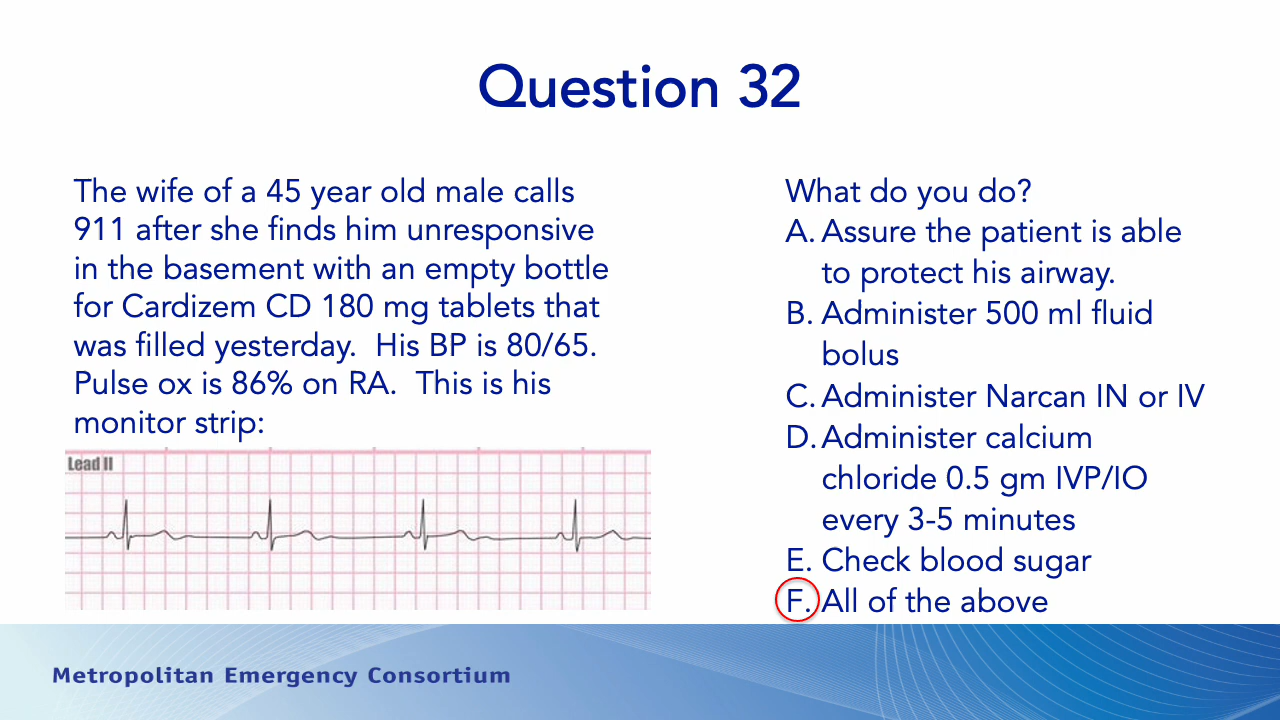 Question 32
The wife of a 45 year old male calls
911 after she finds him unresponsive
in the basement with an empty bottle
for Cardizem CD 180 mg tablets that
was filled yesterday.  His BP is 80/65.
Pulse ox is 86% on RA.  This is his
monitor strip:
Lead II
What do you do?
A. Assure the patient is able
to protect his airway.
B. Administer 500 ml fluid
bolus
C. Administer Narcan IN or IV
D. Administer calcium
chloride 0.5 gm IVP/IO
every 3-5 minutes
E. Check blood sugar
F. All of the above
Metropolitan Emergency Consortium